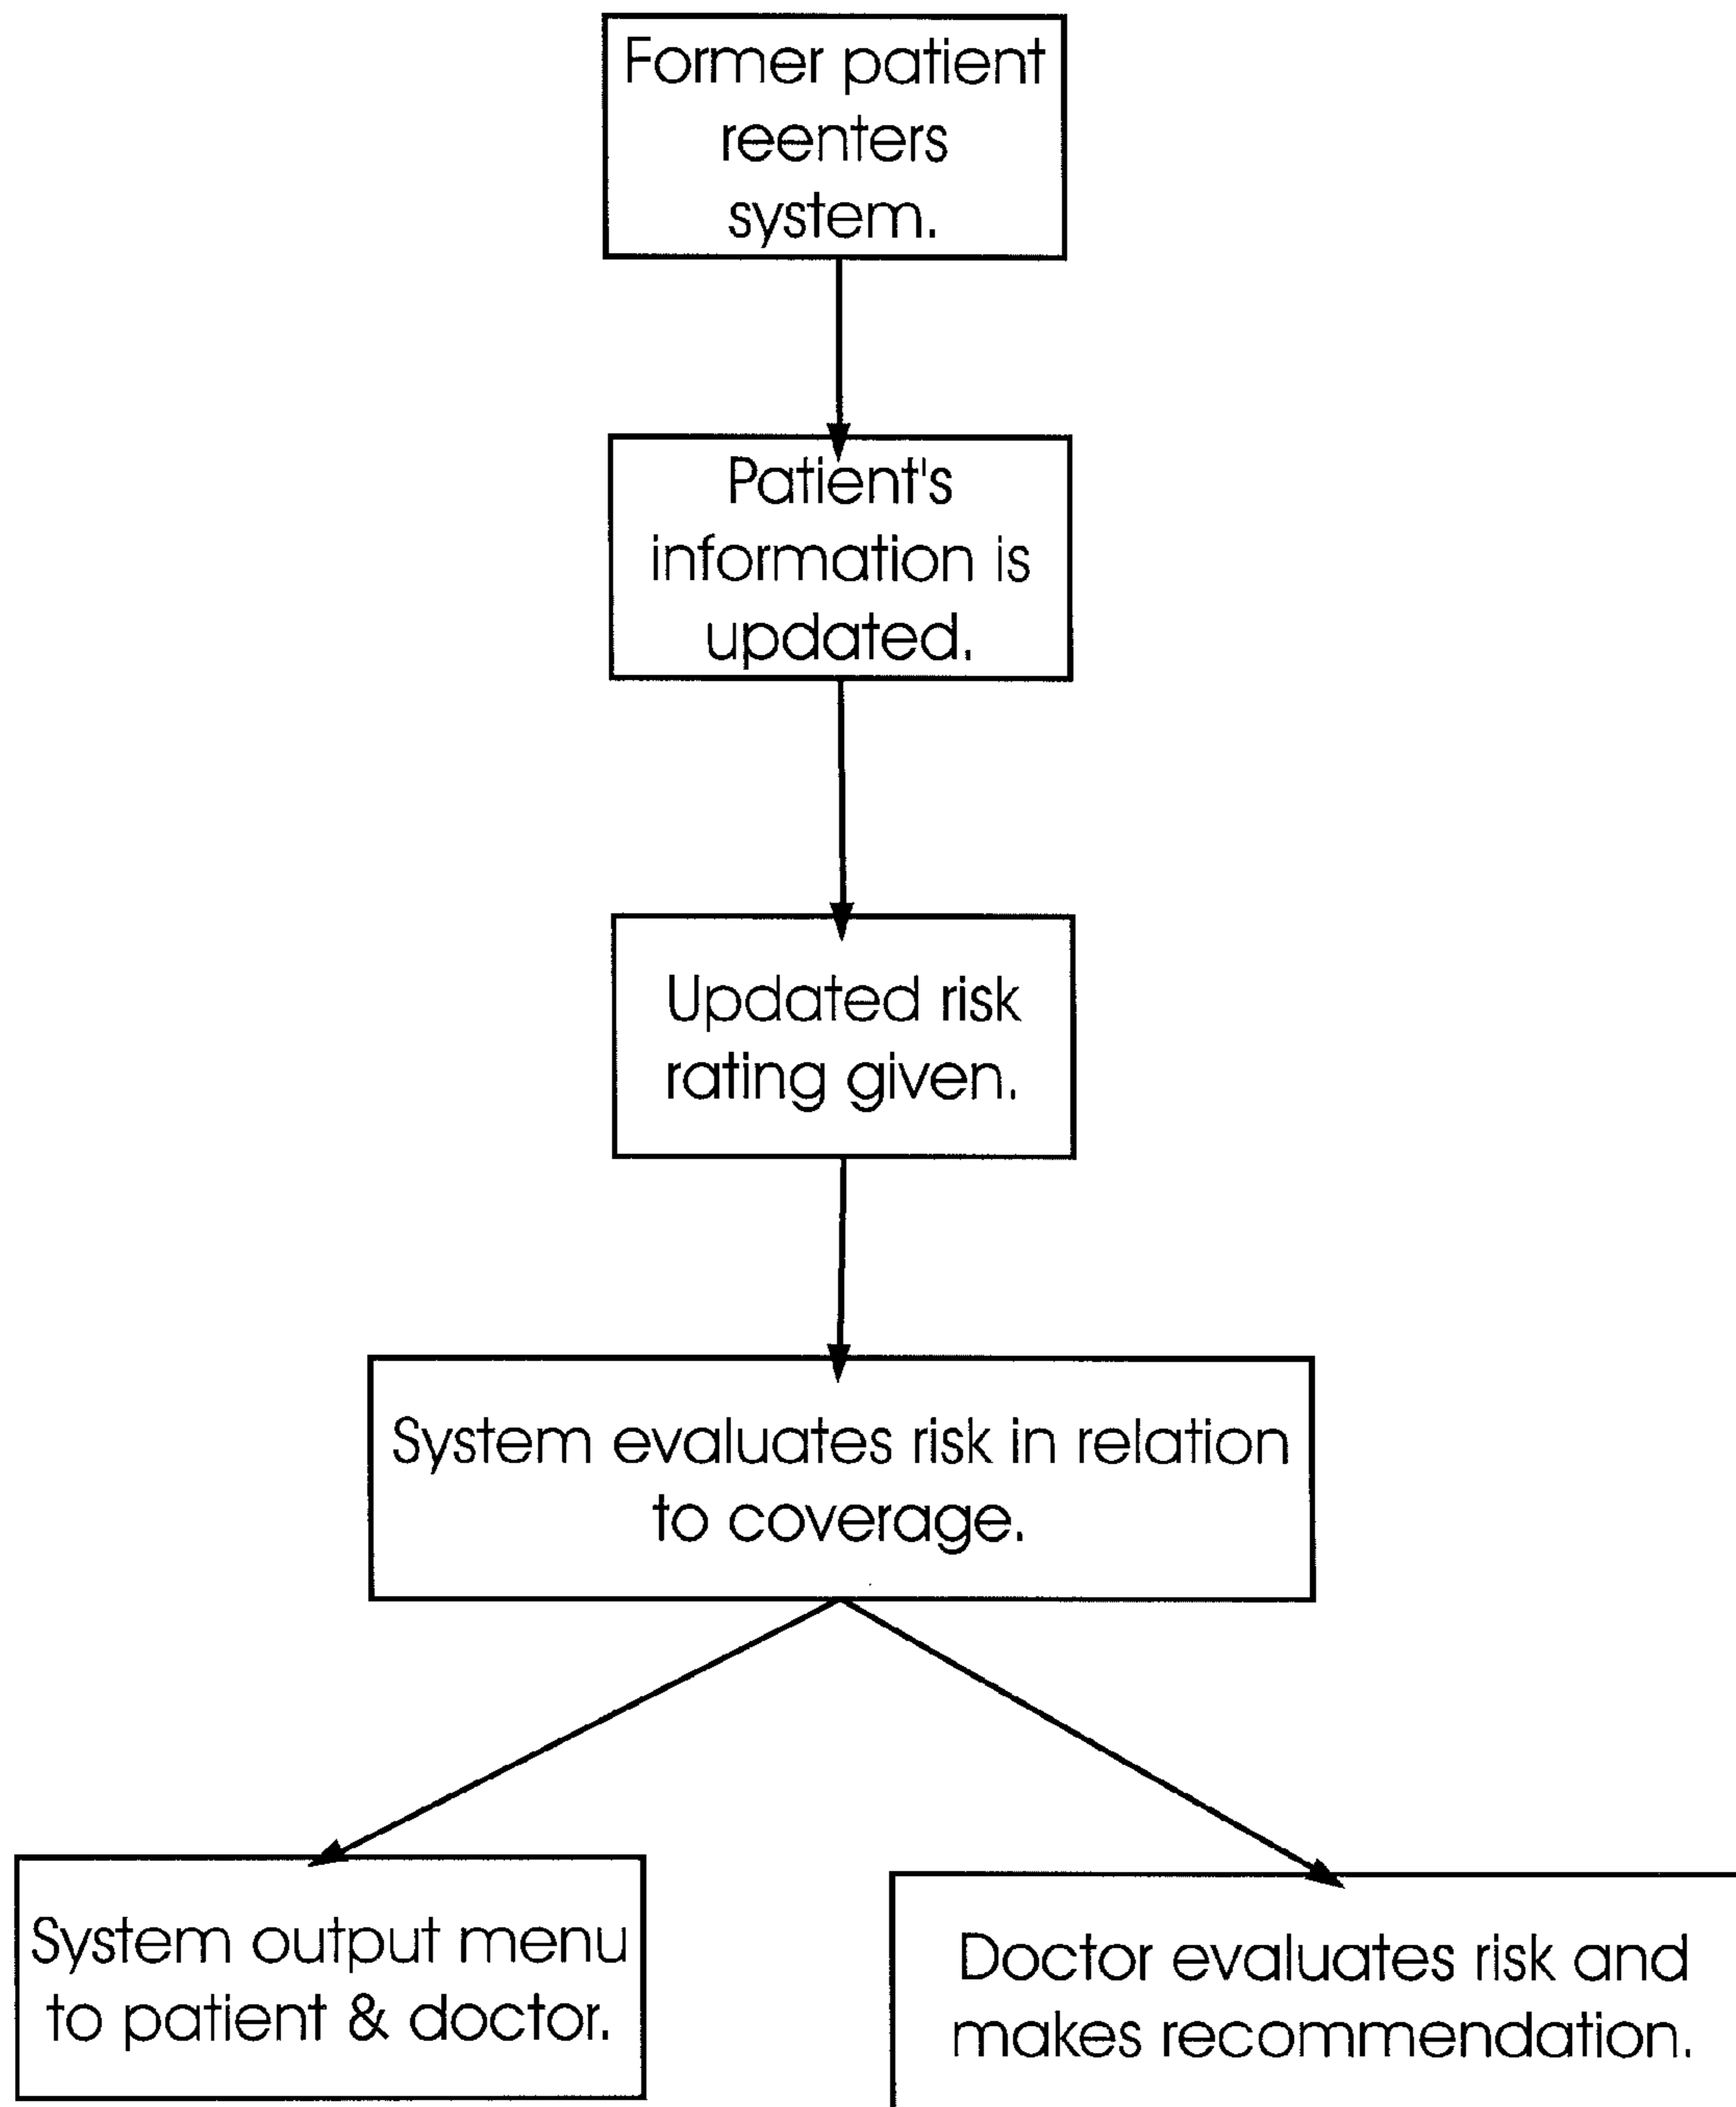 Former patient
reenters
system.
Patient's
information is
updated.
Updated risk
rating given.
System evaluates risk in relation
to coverage.
System output menu
to patient & doctor.
Doctor evaluates risk and
makes recommendation.